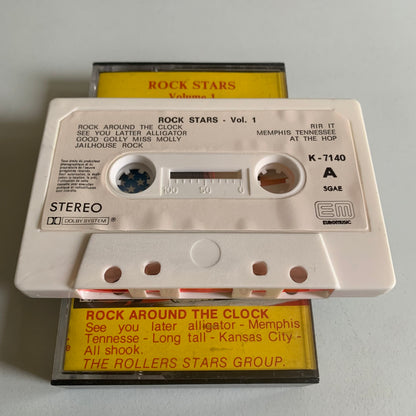 ROCK STARS
Volume 1
ROCK STARS - Vol. 1
ROCK AROUND THE CLOCK
SEE YOU LATTER ALLIGATOR
GOOD GOLLY MISS MOLLY
JAILHOUSE ROCK
RIR IT
MEMPHIS TENNESSEE
AT THE HOP
K - 7140
A
SGAE
100 50 0
STEREO
DOLBY SYSTEM ®
EM
EUROMUSIC
ROCK AROUND THE CLOCK
See you later alligator - Memphis
Tennesse - Long tall - Kansas City -
All shook.
THE ROLLERS STARS GROUP.